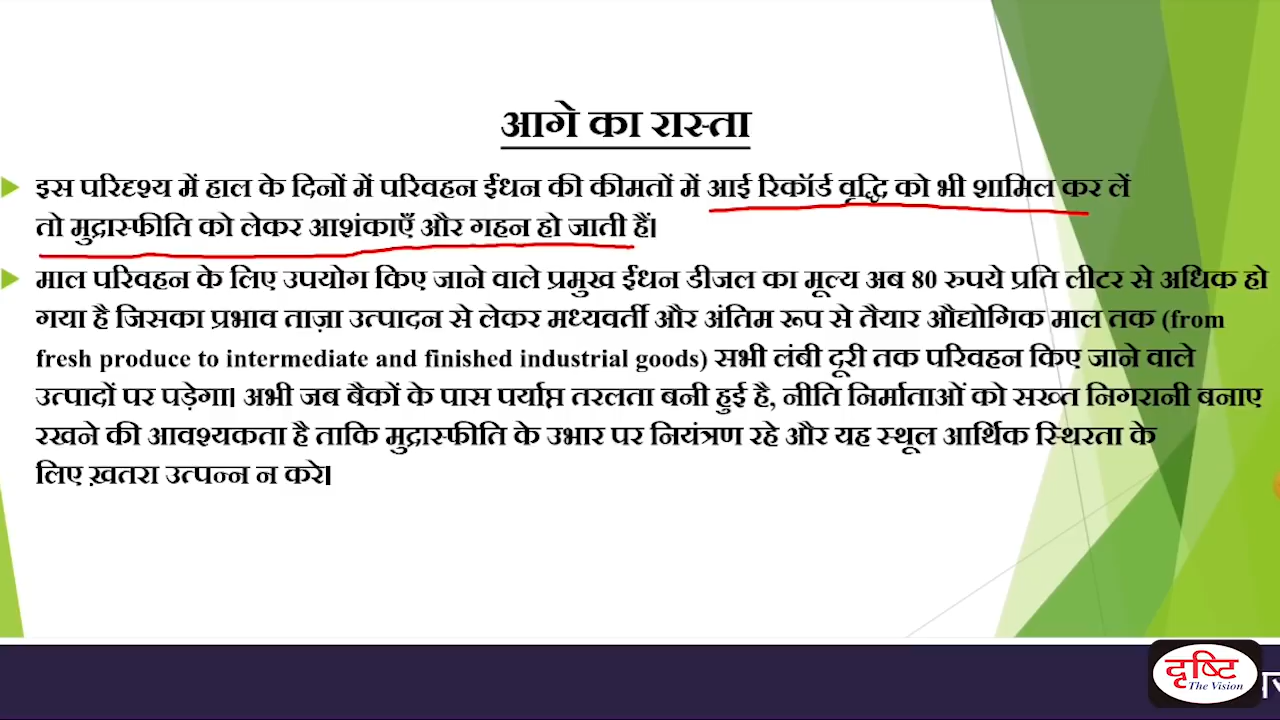 आगे का रास्ता
इस परिदृश्य में हाल के दिनों में परिवहन ईंधन की कीमतों में आई रिकॉर्ड वृद्धि को भी शामिल कर लें
तो मुद्रास्फीति को लेकर आशंकाएँ और गहन हो जाती हैं।
माल परिवहन के लिए उपयोग किए जाने वाले प्रमुख ईंधन डीजल का मूल्य अब 80 रुपये प्रति लीटर से अधिक हो
गया है जिसका प्रभाव ताज़ा उत्पादन से लेकर मध्यवर्ती और अंतिम रूप से तैयार औद्योगिक माल तक (from
fresh produce to intermediate and finished industrial goods) सभी लंबी दूरी तक परिवहन किए जाने वाले
उत्पादों पर पड़ेगा। अभी जब बैकों के पास पर्याप्त तरलता बनी हुई है, नीति निर्माताओं को सख्त निगरानी बनाए
रखने की आवश्यकता है ताकि मुद्रास्फीति के उभार पर नियंत्रण रहे और यह स्थूल आर्थिक स्थिरता के
लिए ख़तरा उत्पन्न न करे।
दृष्टि
The Vision